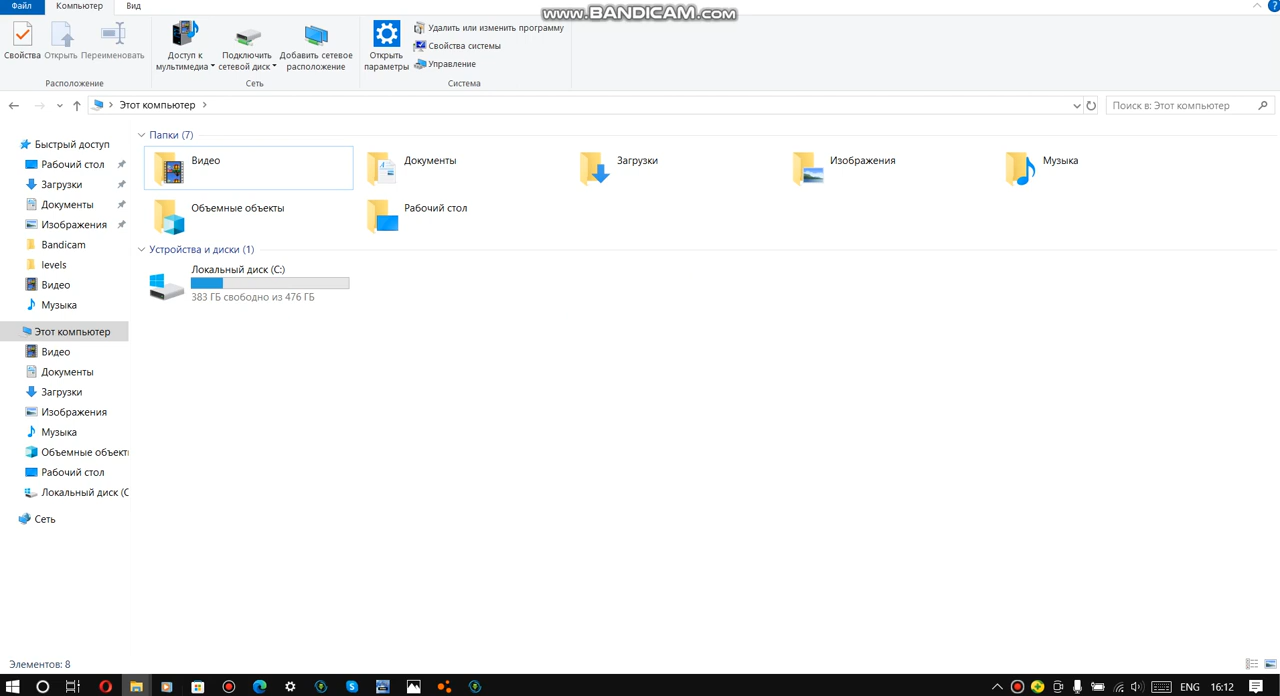 Файл Компьютер Вид
www.BANDICAM.com
Свойства Открыть Переименовать
Расположение
Доступ к мультимедиа
Подключить сетевой диск
Добавить сетевое расположение
Сеть
Открыть параметры
Удалить или изменить программу
Свойства системы
Управление
Система
Этот компьютер
Поиск в: Этот компьютер
Быстрый доступ
Рабочий стол
Загрузки
Документы
Изображения
Bandicam
levels
Видео
Музыка
Этот компьютер
Видео
Документы
Загрузки
Изображения
Музыка
Объемные объект
Рабочий стол
Локальный диск (C
Сеть
Папки (7)
Видео Документы Загрузки Изображения Музыка
Объемные объекты Рабочий стол
Устройства и диски (1)
Локальный диск (C:)
383 ГБ свободно из 476 ГБ
Элементов: 8
ENG 16:12